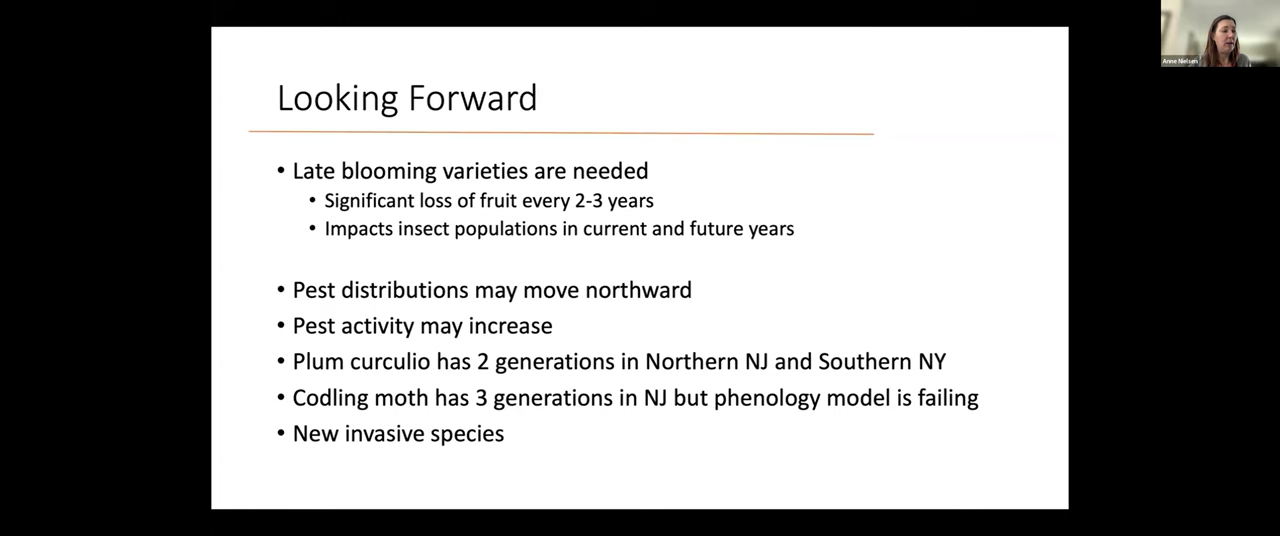 Anne Nielsen
Looking Forward
• Late blooming varieties are needed
• Significant loss of fruit every 2-3 years
• Impacts insect populations in current and future years
• Pest distributions may move northward
• Pest activity may increase
• Plum curculio has 2 generations in Northern NJ and Southern NY
• Codling moth has 3 generations in NJ but phenology model is failing
• New invasive species